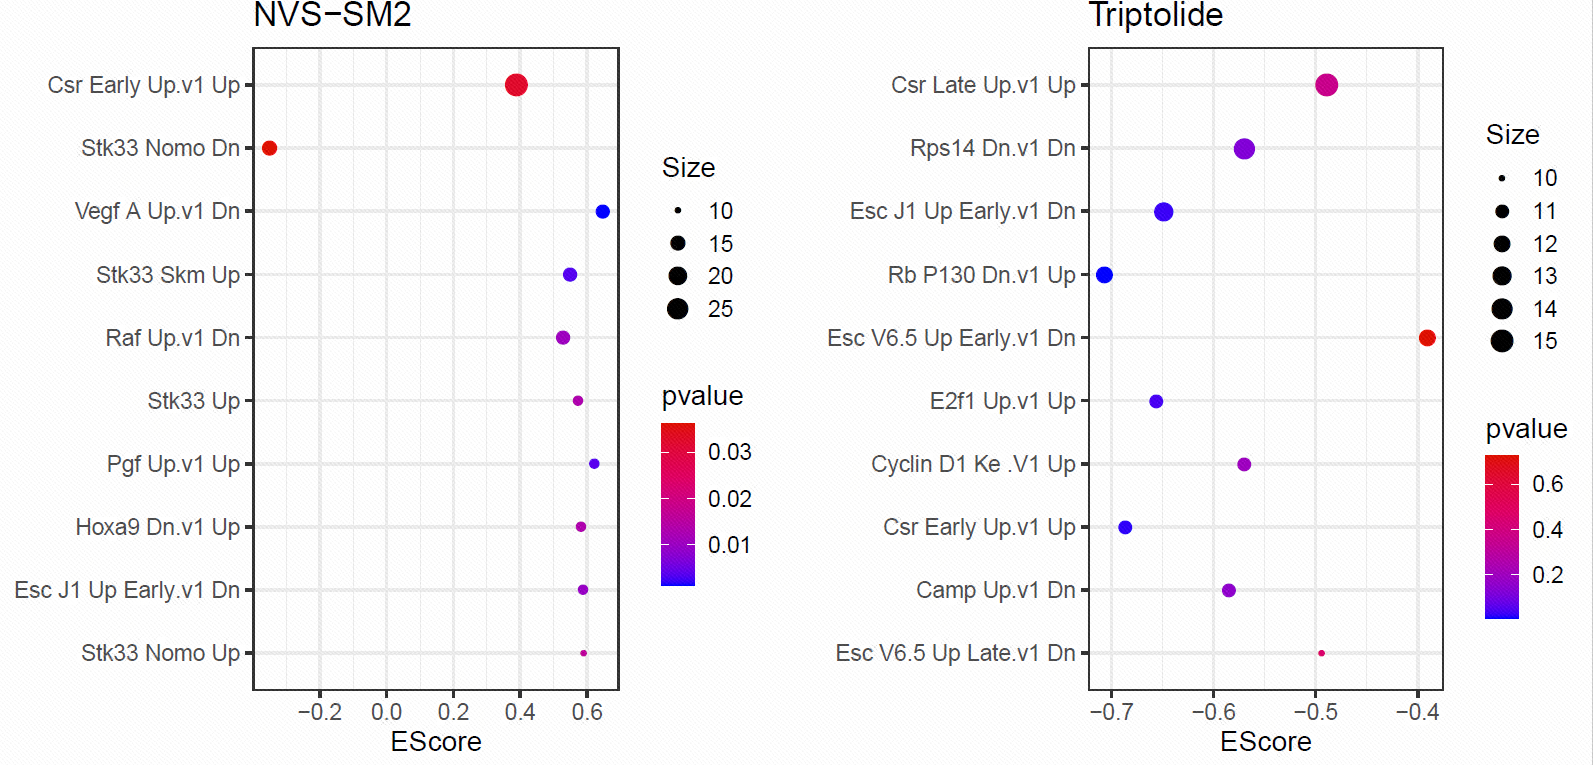 NVS−SM2
Csr Early Up.v1 Up
Stk33 Nomo Dn
Vegf A Up.v1 Dn
Stk33 Skm Up
Raf Up.v1 Dn
Stk33 Up
Pgf Up.v1 Up
Hoxa9 Dn.v1 Up
Esc J1 Up Early.v1 Dn
Stk33 Nomo Up
−0.2 0.0 0.2 0.4 0.6
EScore
Size
10
15
20
25
pvalue
0.03
0.02
0.01
Triptolide
Csr Late Up.v1 Up
Rps14 Dn.v1 Dn
Esc J1 Up Early.v1 Dn
Rb P130 Dn.v1 Up
Esc V6.5 Up Early.v1 Dn
E2f1 Up.v1 Up
Cyclin D1 Ke .V1 Up
Csr Early Up.v1 Up
Camp Up.v1 Dn
Esc V6.5 Up Late.v1 Dn
−0.7 −0.6 −0.5 −0.4
EScore
Size
10
11
12
13
14
15
pvalue
0.6
0.4
0.2